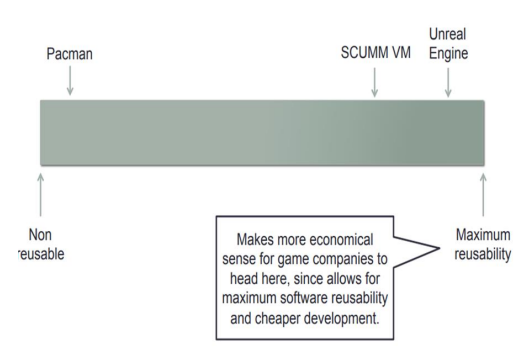 Pacman
SCUMM VM
Unreal
Engine
Non
reusable
Makes more economical
sense for game companies to
head here, since allows for
maximum software reusability
and cheaper development.
Maximum
reusability